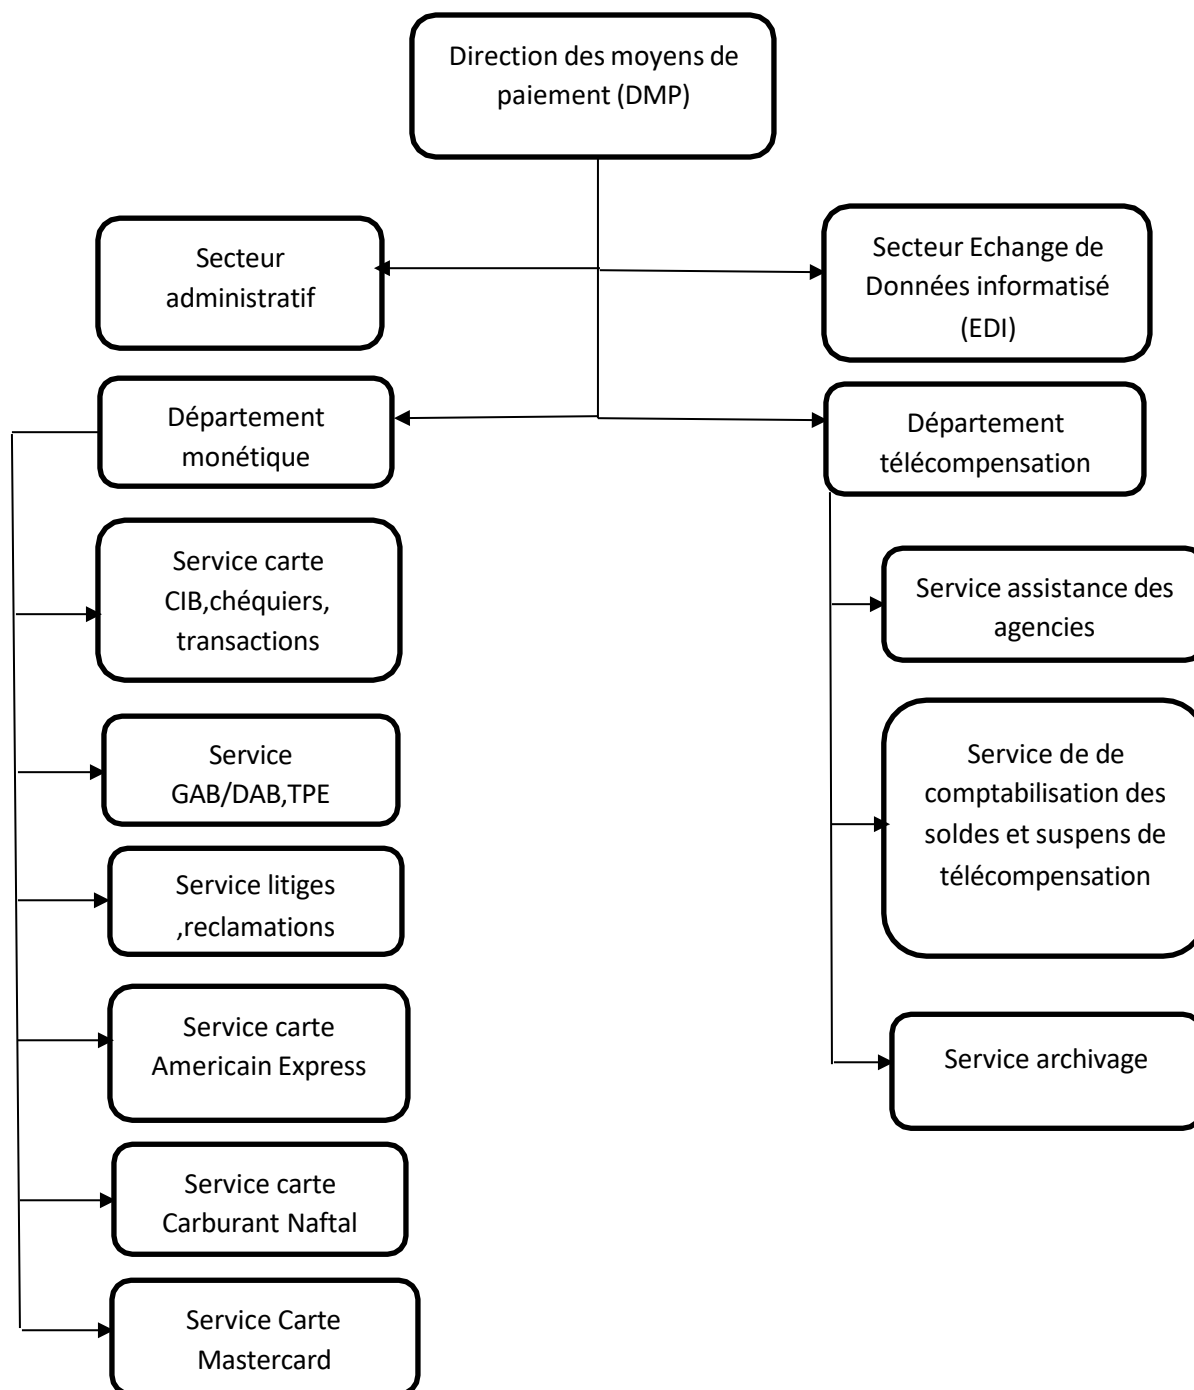 Direction des moyens de
paiement (DMP)
Secteur
administratif
Secteur Echange de
Données informatisé
(EDI)
Département
monétique
Département
télécompensation
Service carte
CIB,chéquiers,
transactions
Service
GAB/DAB,TPE
Service litiges
,reclamations
Service carte
Americain Express
Service carte
Carburant Naftal
Service Carte
Mastercard
Service assistance des
agencies
Service de de
comptabilisation des
soldes et suspens de
télécompensation
Service archivage